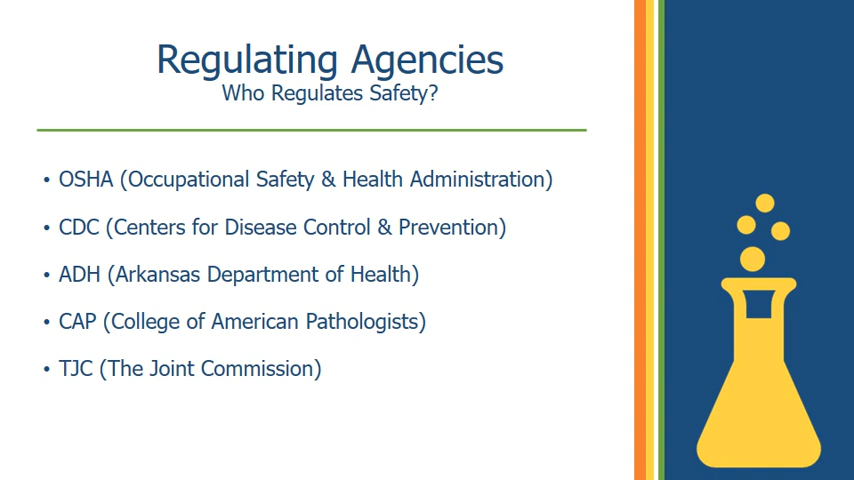 Regulating Agencies
Who Regulates Safety?
• OSHA (Occupational Safety & Health Administration)
• CDC (Centers for Disease Control & Prevention)
• ADH (Arkansas Department of Health)
• CAP (College of American Pathologists)
• TJC (The Joint Commission)